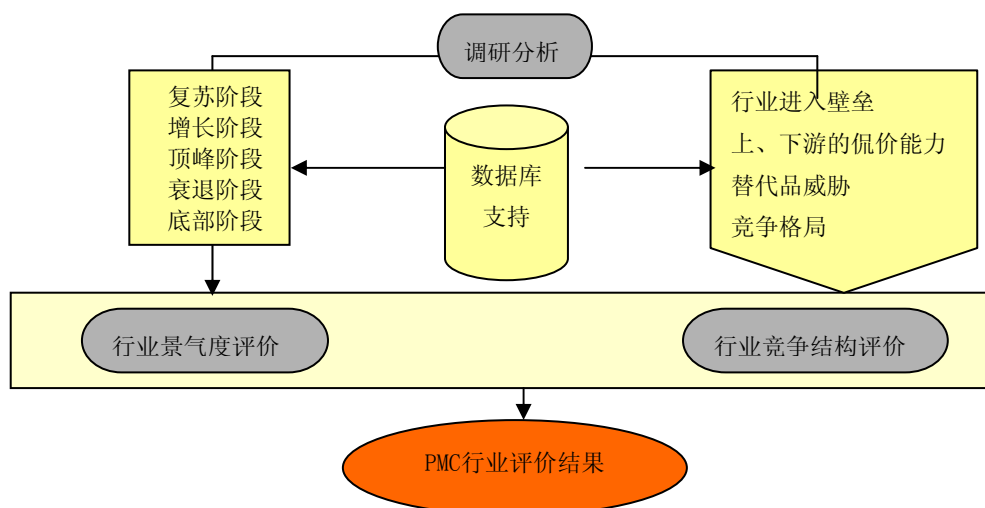 调研分析
复苏阶段
增长阶段
顶峰阶段
衰退阶段
底部阶段
数据库
支持
行业进入壁垒
上、下游的侃价能力
替代品威胁
竞争格局
行业景气度评价
行业竞争结构评价
PMC行业评价结果